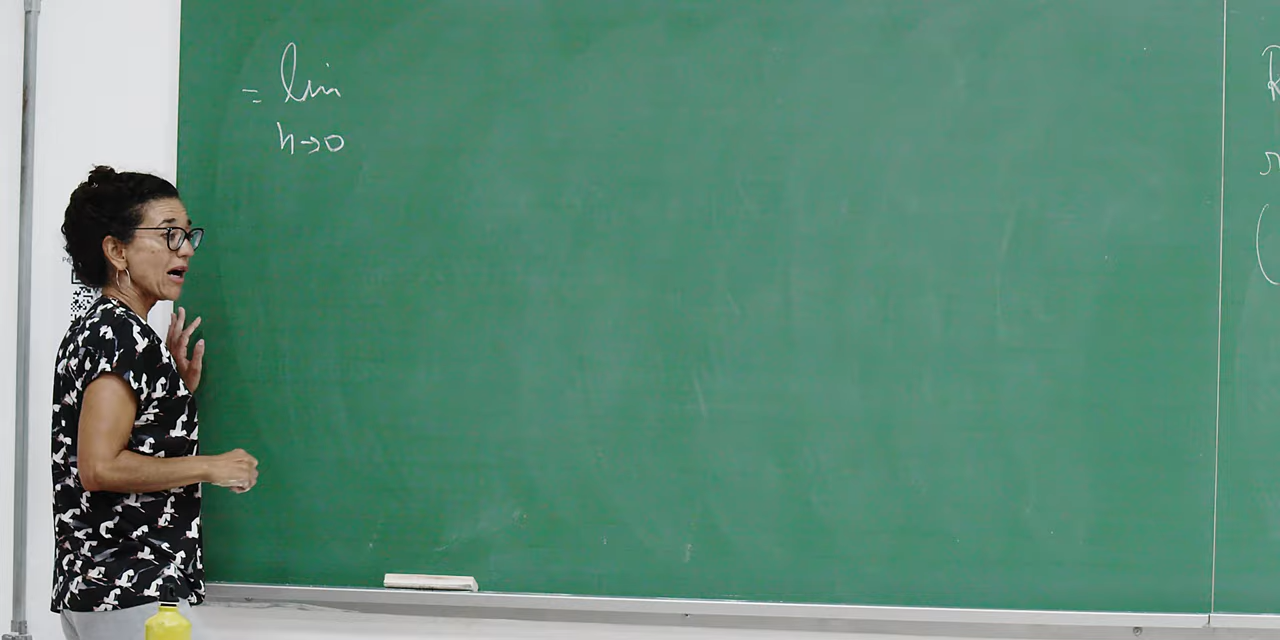 = lim
h→0